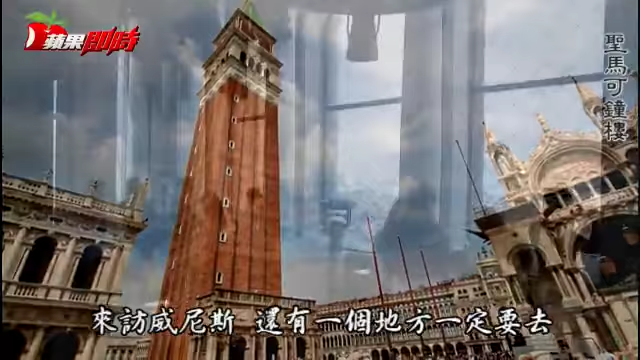 蘋果即時
聖馬可鐘樓
來訪威尼斯 還有一個地方一定要去